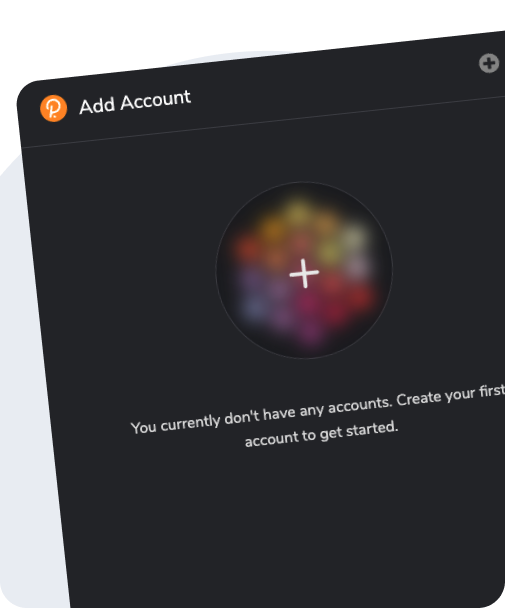 Add Account
You currently don't have any accounts. Create your first
account to get started.